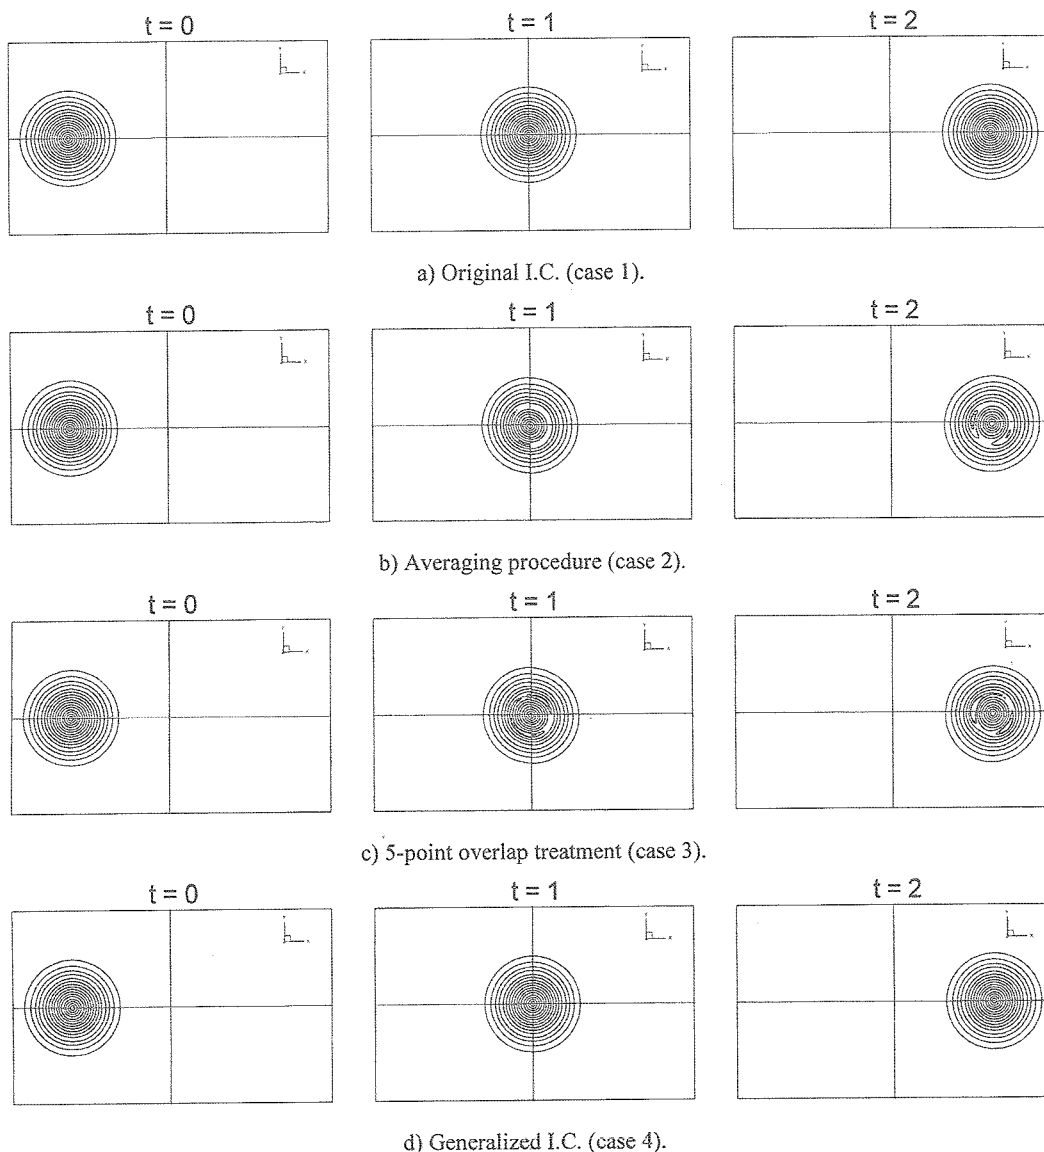 t = 0 t = 1 t = 2
a) Original I.C. (case 1).
t = 0 t = 1 t = 2
b) Averaging procedure (case 2).
t = 0 t = 1 t = 2
c) 5-point overlap treatment (case 3).
t = 0 t = 1 t = 2
d) Generalized I.C. (case 4).